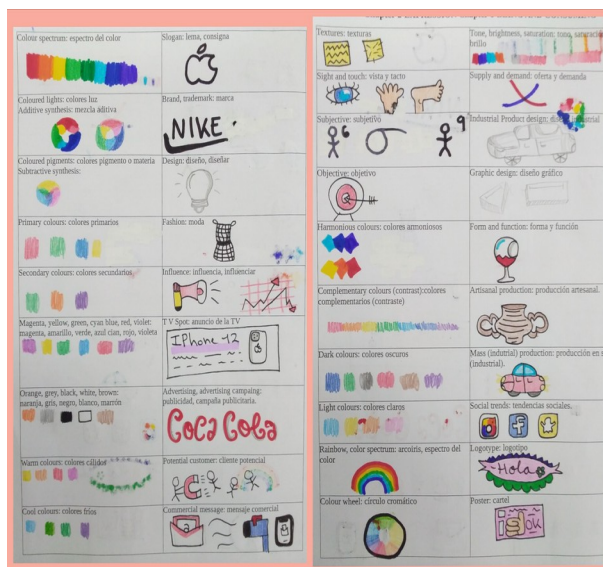 Colour spectrum: espectro del color
Slogan: lema, consigna
Coloured lights: colores luz
Additive synthesis: mezcla aditiva
Brand, trademark: marca
NIKE
Coloured pigments: colores pigmento o materia
Subtractive synthesis:
Design: diseño, diseñar
Primary colours: colores primarios
Fashion: moda
Secondary colours: colores secundarios
Influence: influencia, influenciar
Magenta, yellow, green, cyan blue, red, violet:
magenta, amarillo, verde, azul cian, rojo, violeta
T V Spot: anuncio de la TV
IPhone-12
Orange, grey, black, white, brown:
naranja, gris, negro, blanco, marrón
Advertising, advertising campaing:
publicidad, campaña publicitaria.
Coca Cola
Warm colours: colores cálidos
Potential customer: cliente potencial
Cool colours: colores fríos
Commercial message: mensaje comercial
Textures: texturas
Tone, brightness, saturation: tono, saturación
brillo
Sight and touch: vista y tacto
Supply and demand: oferta y demanda
Subjective: subjetivo
6
9
Industrial Product design: industrial
Objective: objetivo
Graphic design: diseño gráfico
Harmonious colours: colores armoniosos
Form and function: forma y función
Complementary colours (contrast):colores
complementarios (contraste)
Artisanal production: producción artesanal.
Dark colours: colores oscuros
Mass (indutrial) production: producción en
(industrial).
Light colours: colores claros
Social trends: tendencias sociales.
Rainbow, color spectrum: arcoiris, espectro del
color
Logotype: logotipo
Hola
Colour wheel: círculo cromático
Poster: cartel